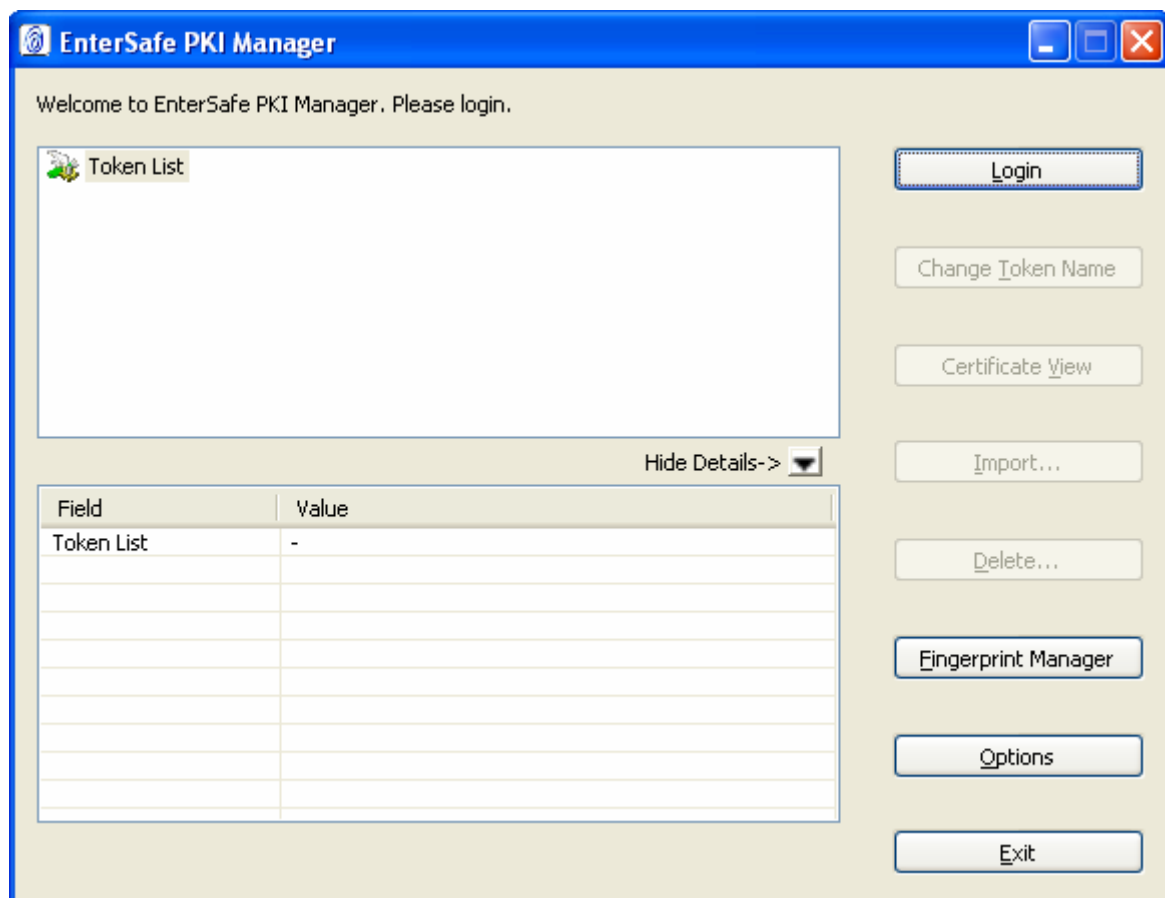 EnterSafe PKI Manager
Welcome to EnterSafe PKI Manager. Please login.
Token List
Login
Change Token Name
Certificate View
Hide Details->
Import...
Field Value
Token List -
Delete...
Fingerprint Manager
Options
Exit